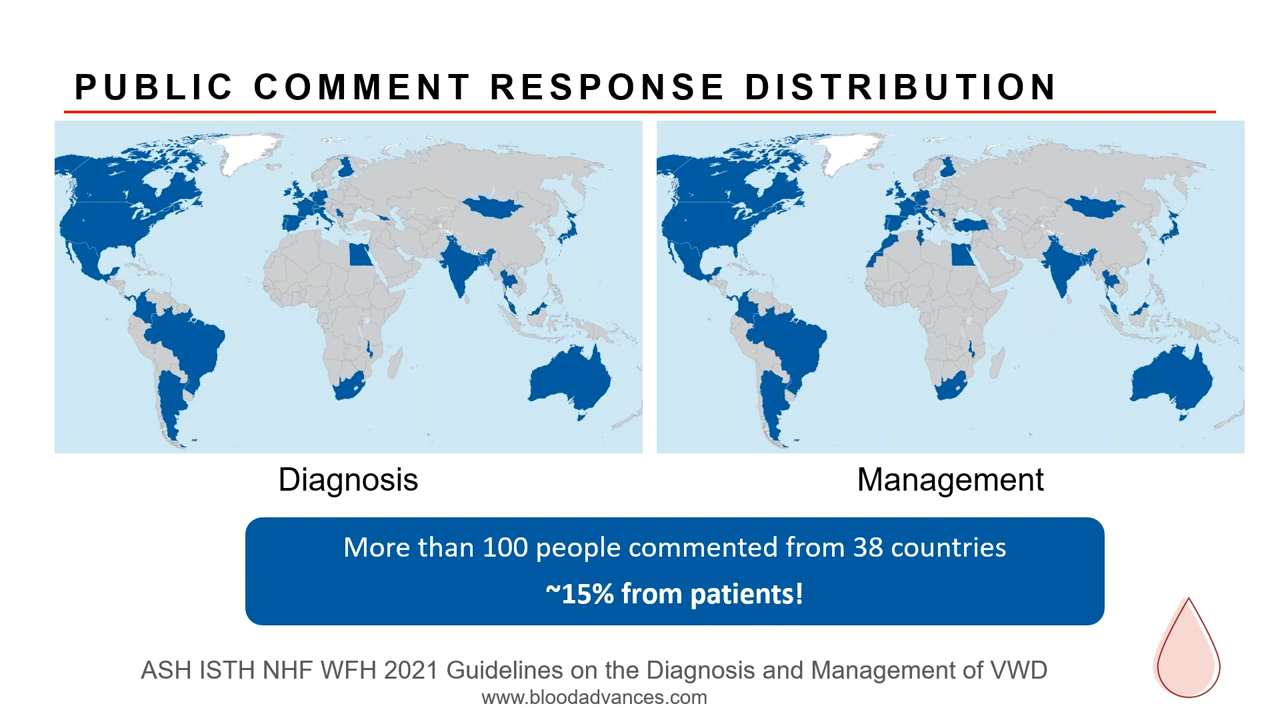 PUBLIC COMMENT RESPONSE DISTRIBUTION
Diagnosis
Management
More than 100 people commented from 38 countries
~15% from patients!
ASH ISTH NHF WFH 2021 Guidelines on the Diagnosis and Management of VWD
www.bloodadvances.com